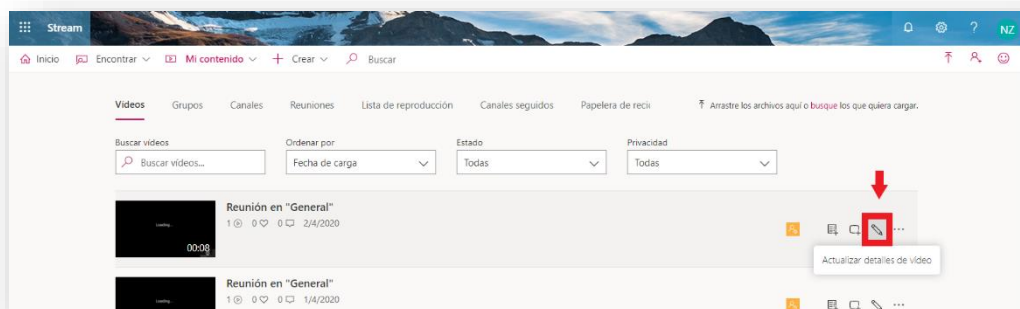 Stream
?
NZ
Inicio Encontrar Mi contenido Crear Buscar
Vídeos Grupos Canales Reuniones Lista de reproducción Canales seguidos Papelera de reci Arrastre los archivos aquí o busque los que quiera cargar.
Buscar vídeos Ordenar por Estado Privacidad
Buscar vídeos... Fecha de carga Todas Todas
Reunión en "General"
1 0 0 2/4/2020
Loading...
00:08
Actualizar detalles de vídeo
Reunión en "General"
1 0 0 1/4/2020
Loading...